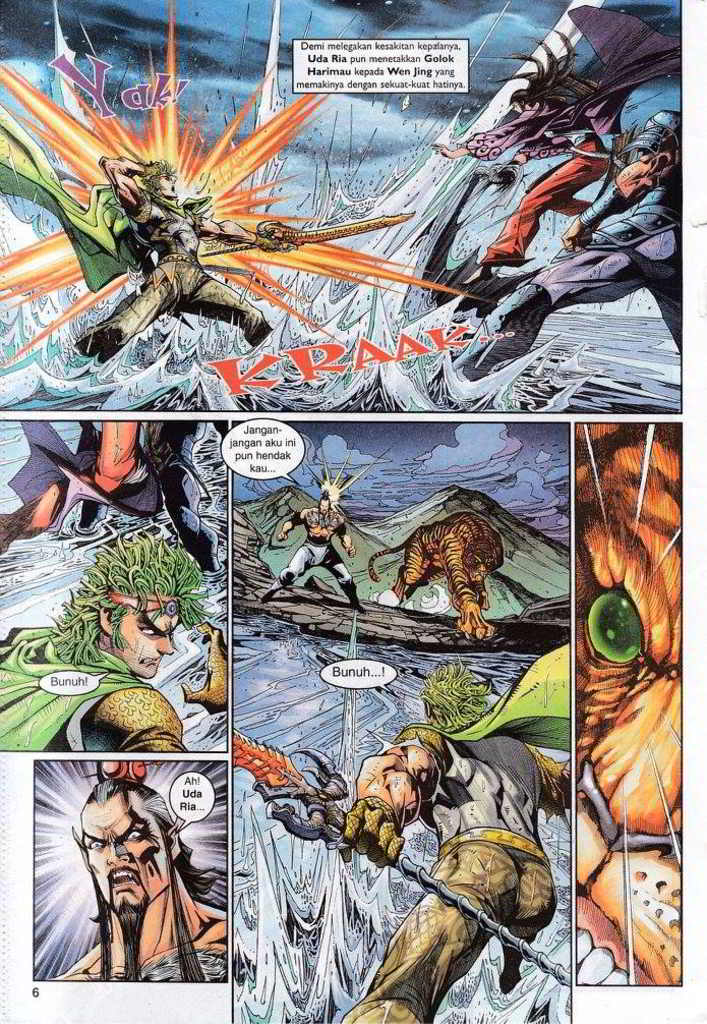 Demi melegakan kesakitan kepalanya,
Uda Ria pun menetakkan Golok
Harimau kepada Wen Jing yang
memakinya dengan sekuat-kuat hatinya.
Yak!
KRAAK...
Bunuh!
Jangan-
jangan aku ini
pun hendak
kau...
Bunuh...!
Ah!
Uda
Ria...
6